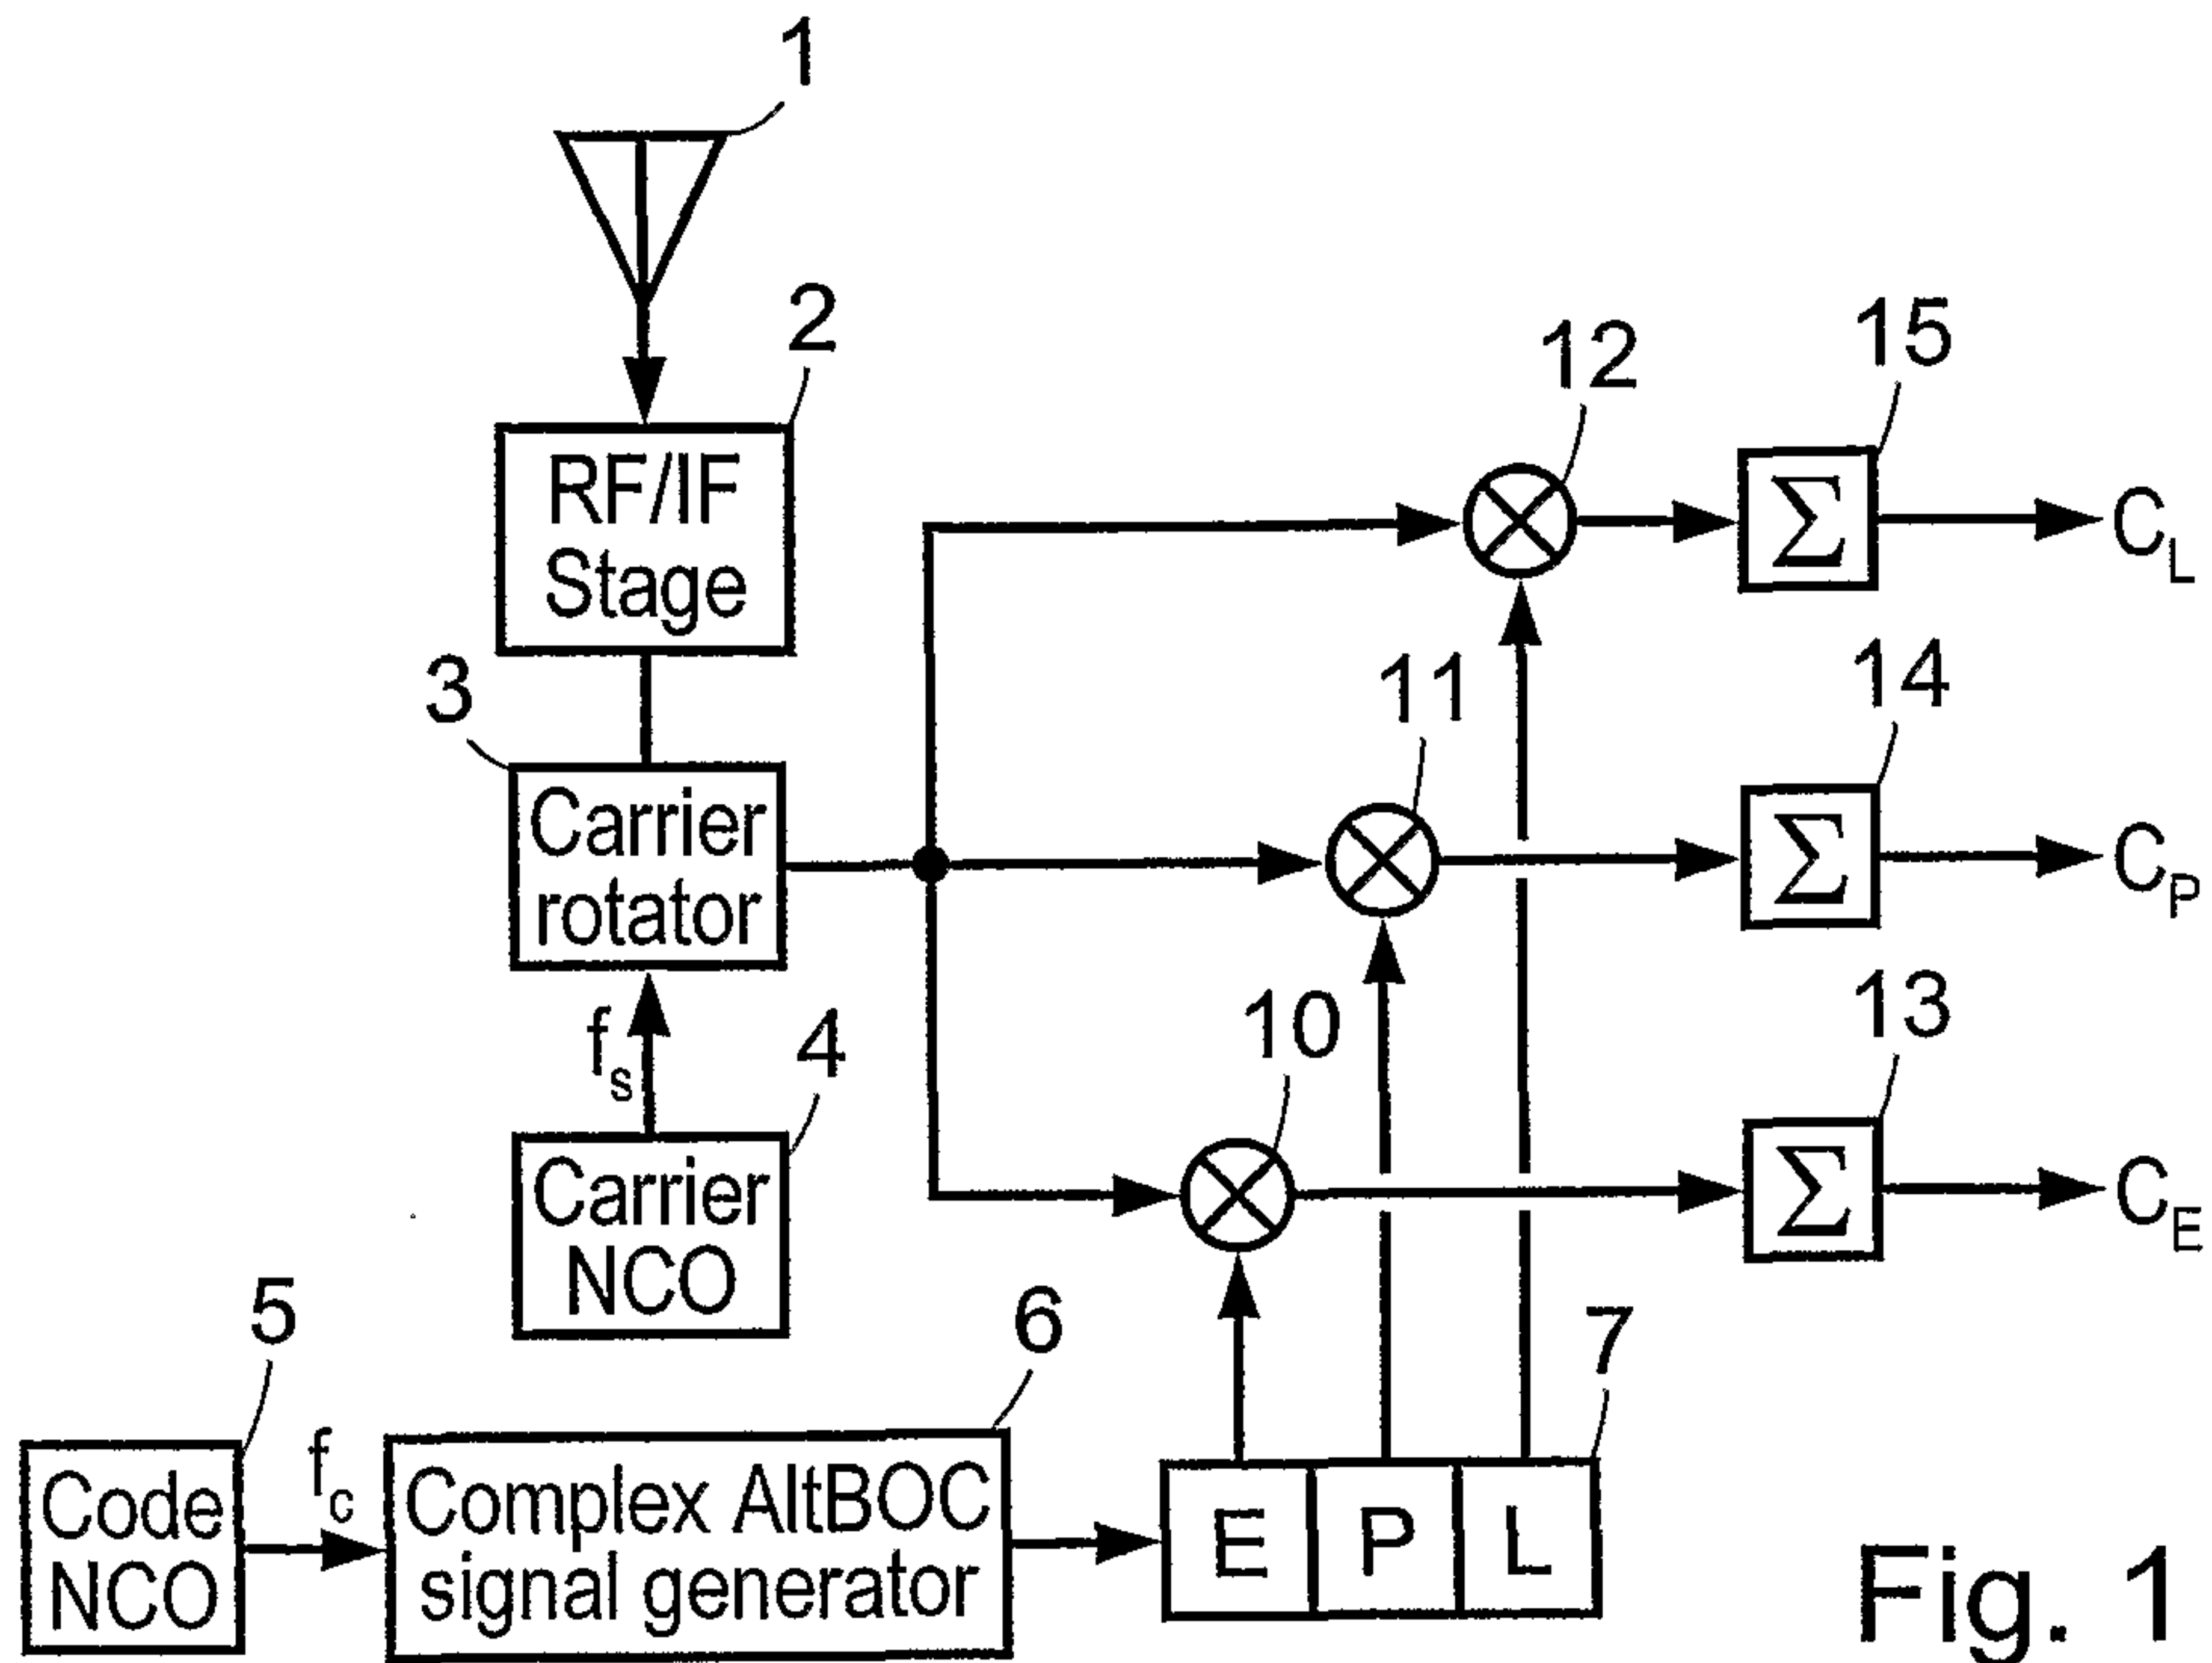 1
2
RF/IF
Stage
3
Carrier
rotator
f_s
4
Carrier
NCO
5
Code
NCO
f_c
6
Complex AltBOC
signal generator
7
E P L
10
11
12
13
Σ
C_E
14
Σ
C_P
15
Σ
C_L
Fig. 1